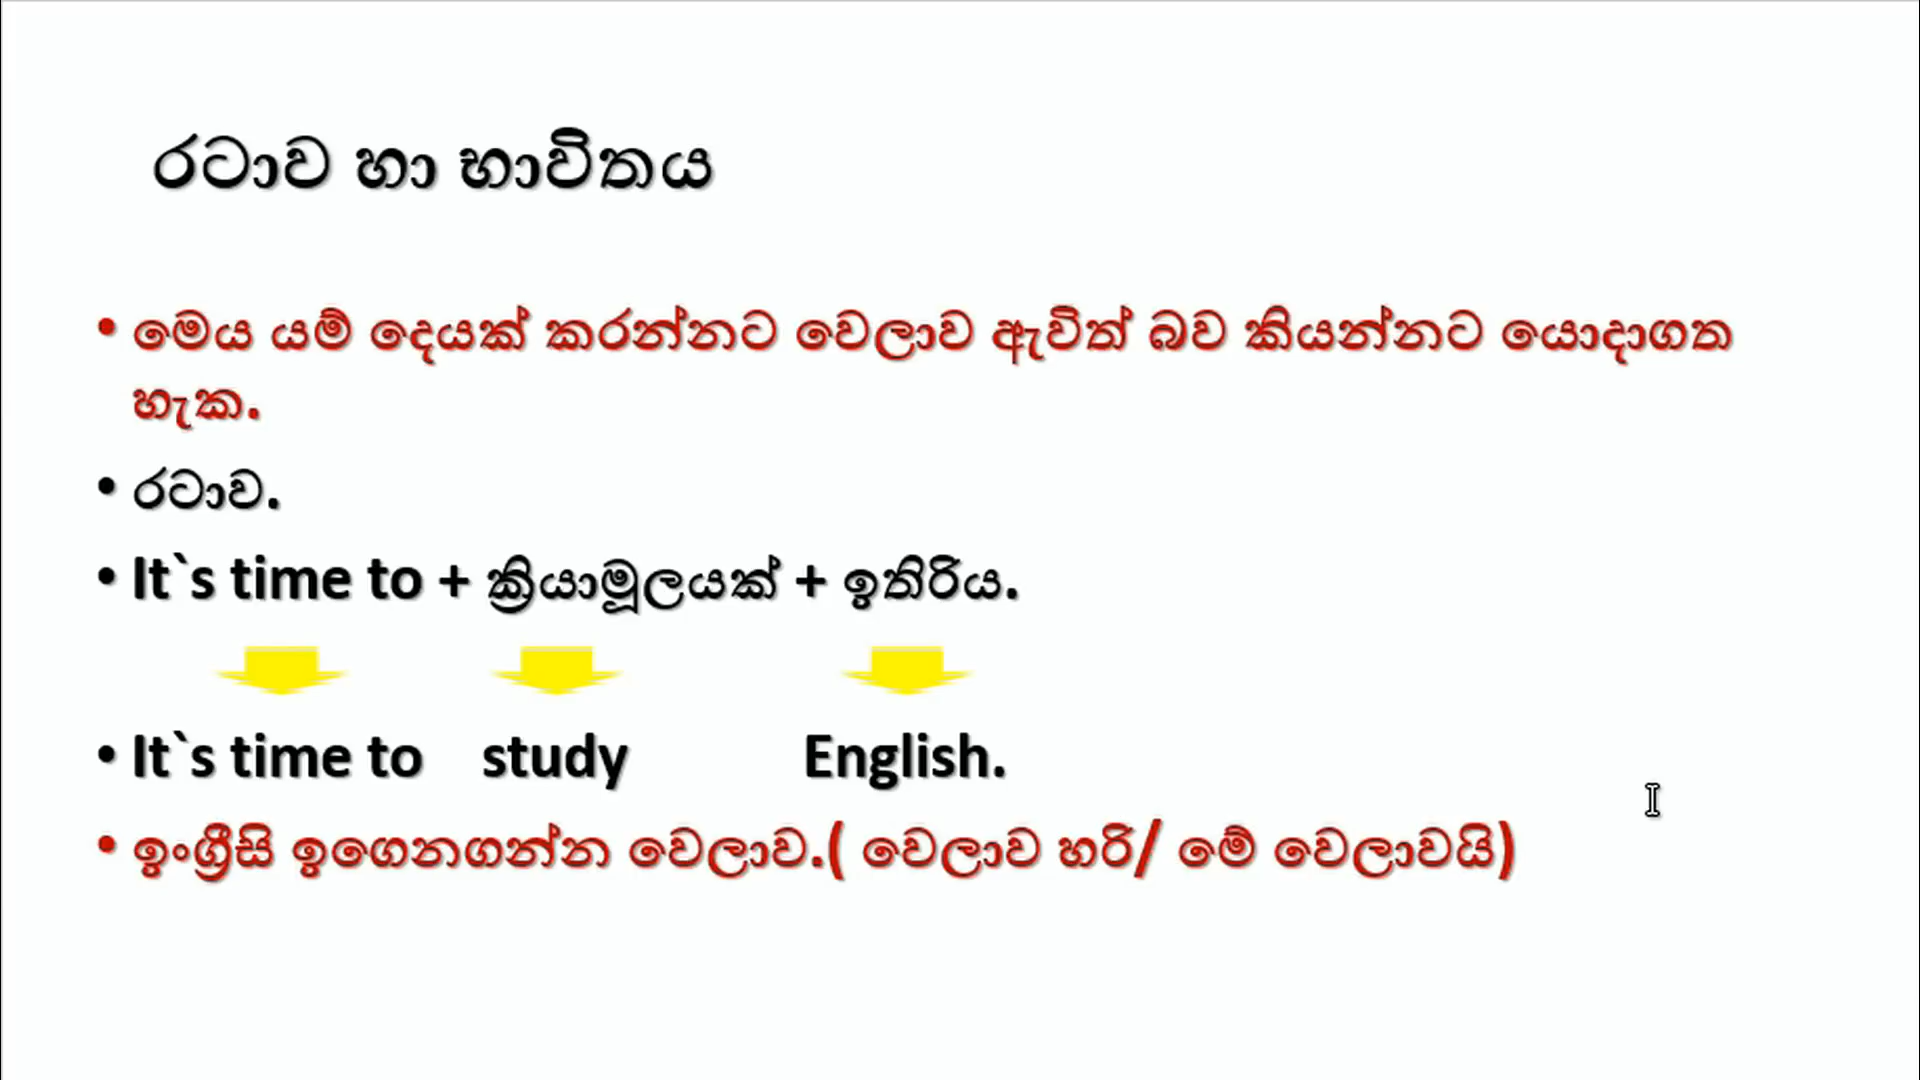 රටාව හා භාවිතය
• මෙය යම් දෙයක් කරන්නට වෙලාව ඇවිත් බව කියන්නට යොදාගත
හැක.
• රටාව.
• It`s time to + ක්‍රියාමූලයක් + ඉතිරිය.
• It`s time to study English.
• ඉංග්‍රීසි ඉගෙනගන්න වෙලාව.( වෙලාව හරි/ මේ වෙලාවයි)